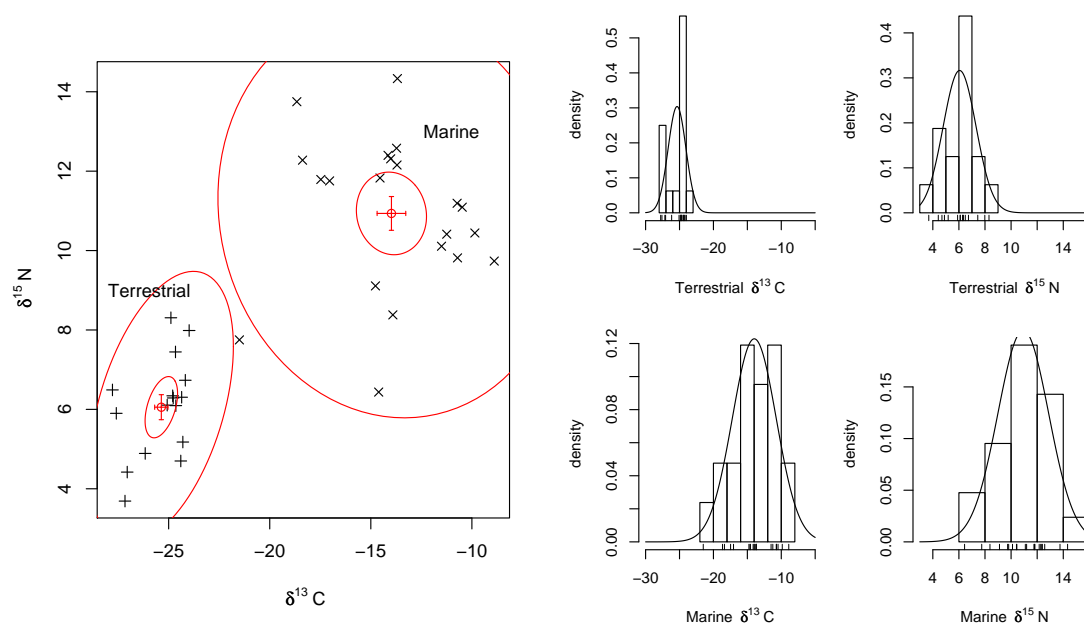 Marine
Terrestrial
4 6 8 10 12 14
δ¹⁵ N
−25 −20 −15 −10
δ¹³ C
0.0 0.1 0.2 0.3 0.4 0.5
density
−30 −20 −10
Terrestrial δ¹³ C
0.0 0.1 0.2 0.3 0.4
density
4 6 8 10 14
Terrestrial δ¹⁵ N
0.00 0.04 0.08 0.12
density
−30 −20 −10
Marine δ¹³ C
0.00 0.05 0.10 0.15
density
4 6 8 10 14
Marine δ¹⁵ N